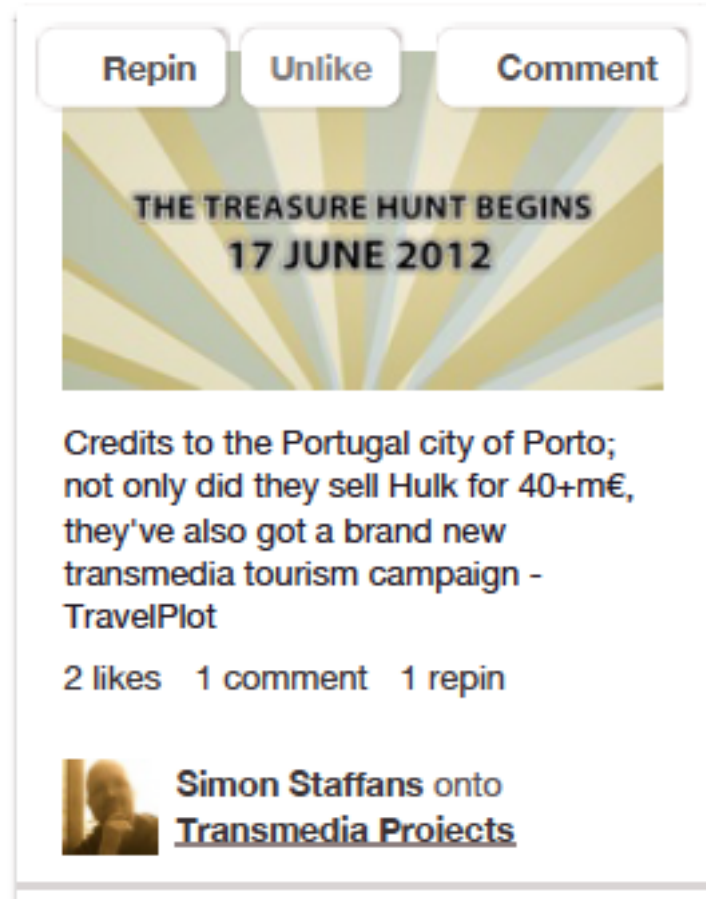 Repin Unlike Comment
THE TREASURE HUNT BEGINS
17 JUNE 2012
Credits to the Portugal city of Porto;
not only did they sell Hulk for 40+m€,
they've also got a brand new
transmedia tourism campaign -
TravelPlot
2 likes 1 comment 1 repin
Simon Staffans onto
Transmedia Projects